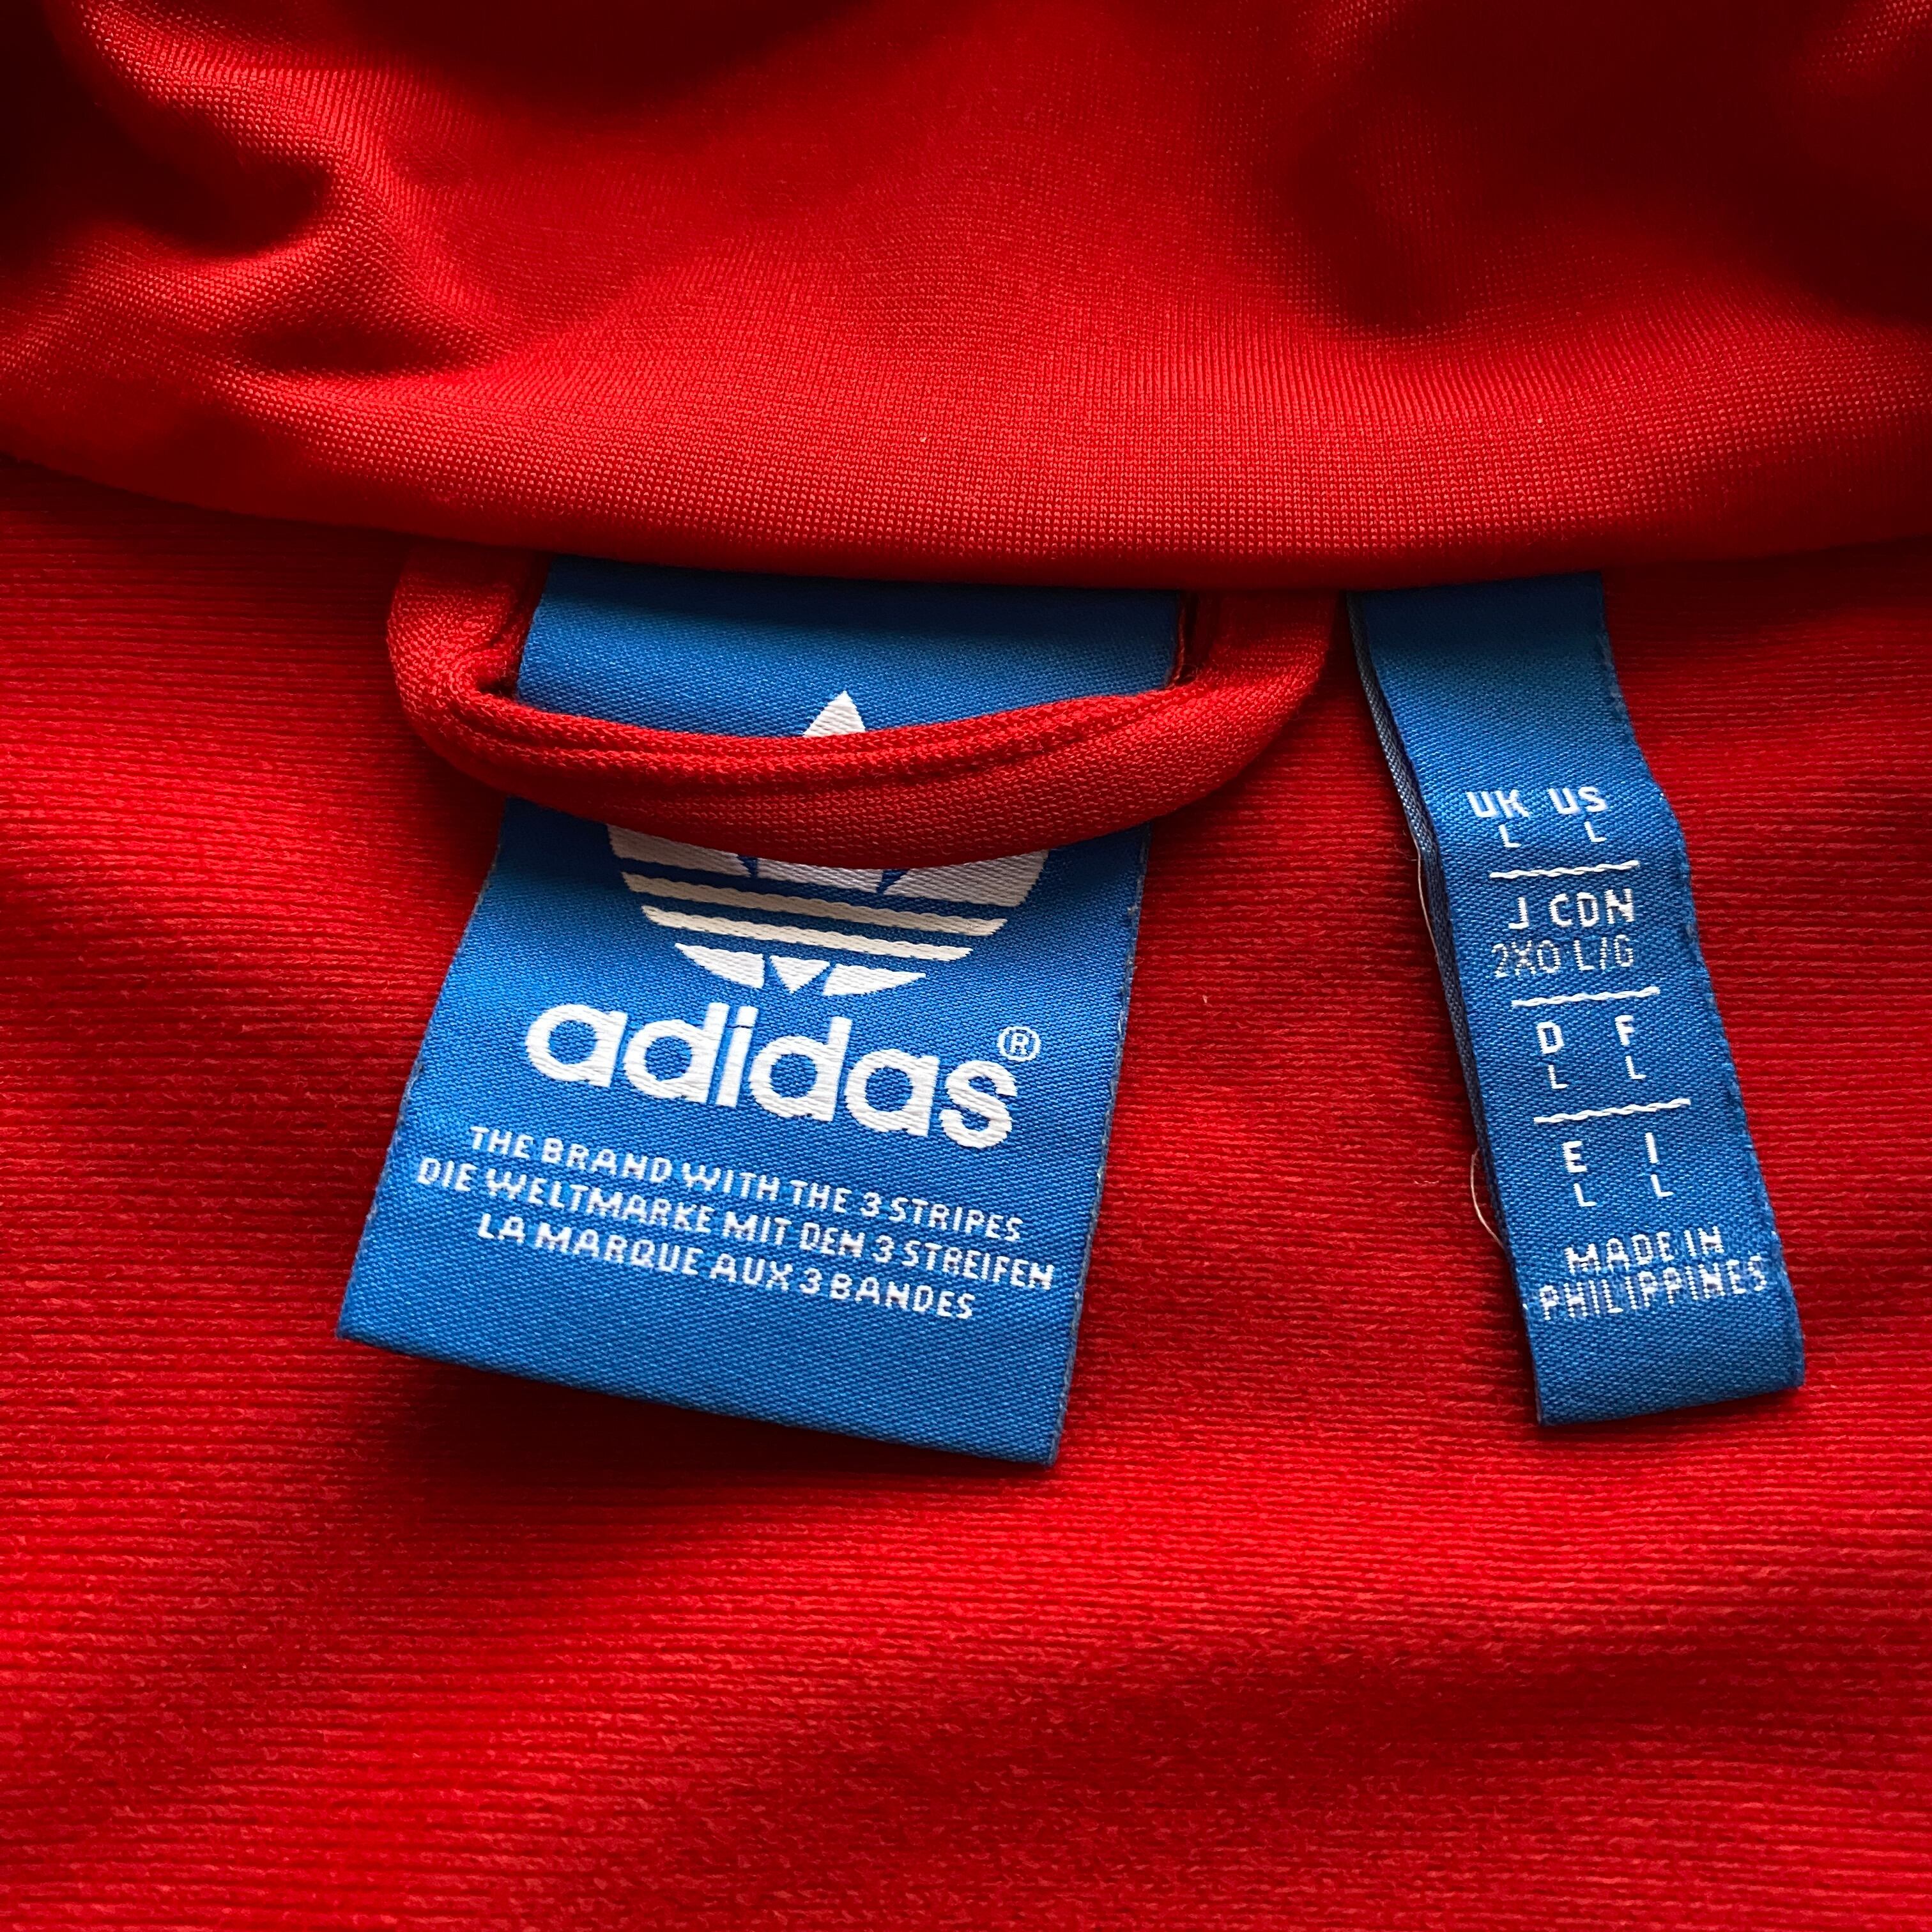 adidas®
THE BRAND WITH THE 3 STRIPES
DIE WELTMARKE MIT DEN 3 STREIFEN
LA MARQUE AUX 3 BANDES
UK US
L L
J CDN
2XO L/G
D F
L L
E I
L L
MADE IN
PHILIPPINES